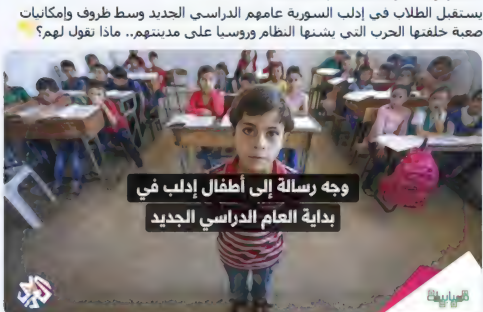 يستقبل الطلاب في إدلب السورية عامهم الدراسي الجديد وسط ظروف وإمكانيات
صعبة خلفتها الحرب التي يشنها النظام وروسيا على مدينتهم.. ماذا تقول لهم؟
وجه رسالة إلى أطفال إدلب في
بداية العام الدراسي الجديد